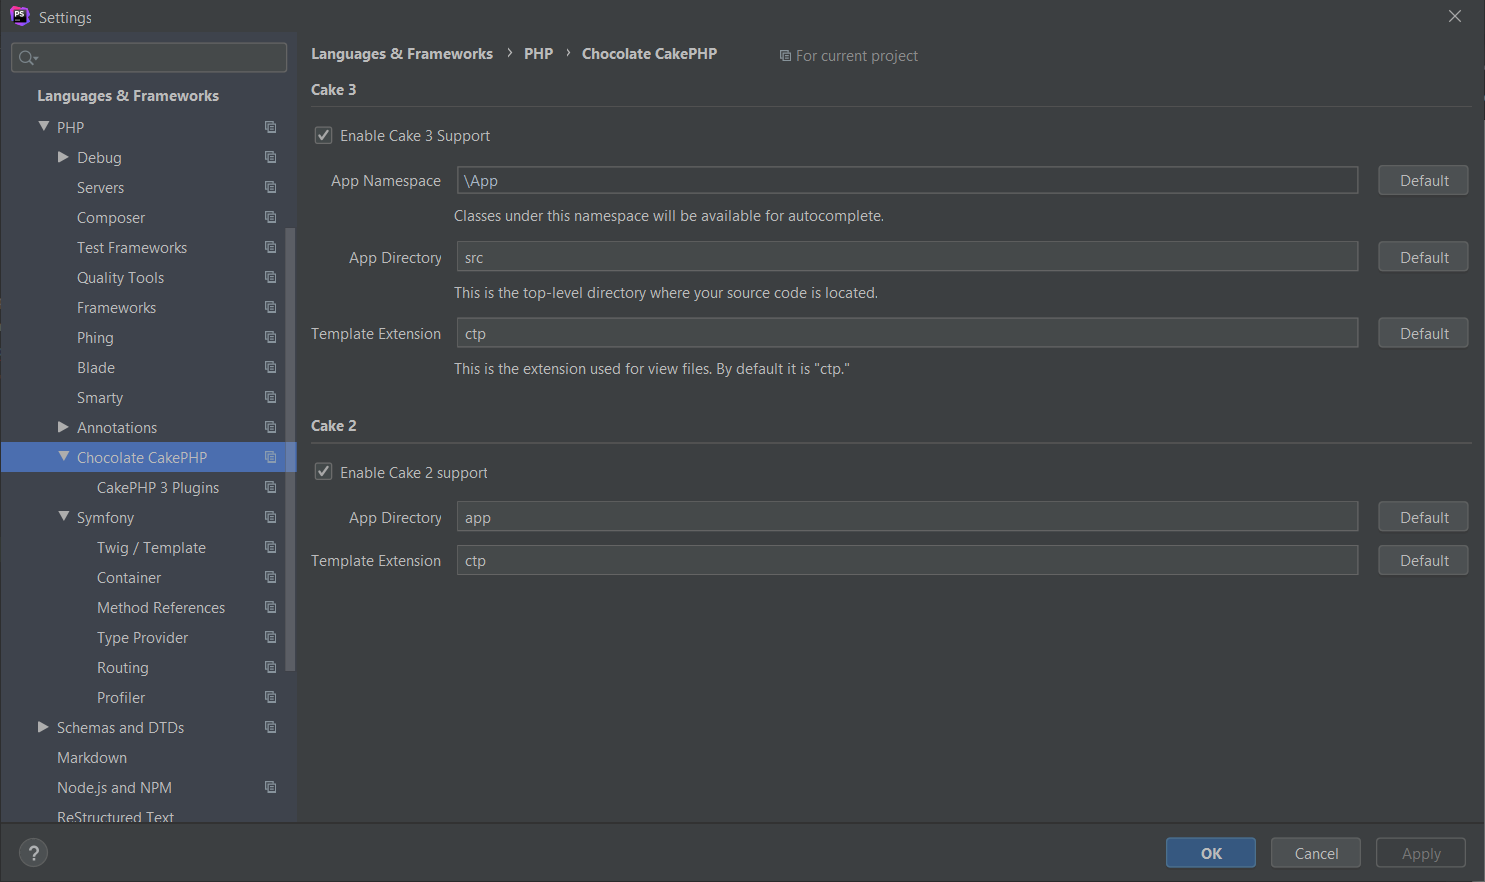 PS Settings
Languages & Frameworks
PHP
Debug
Servers
Composer
Test Frameworks
Quality Tools
Frameworks
Phing
Blade
Smarty
Annotations
Chocolate CakePHP
CakePHP 3 Plugins
Symfony
Twig / Template
Container
Method References
Type Provider
Routing
Profiler
Schemas and DTDs
Markdown
Node.js and NPM
ReStructured Text
Languages & Frameworks › PHP › Chocolate CakePHP For current project
Cake 3
Enable Cake 3 Support
App Namespace \App Default
Classes under this namespace will be available for autocomplete.
App Directory src Default
This is the top-level directory where your source code is located.
Template Extension ctp Default
This is the extension used for view files. By default it is "ctp."
Cake 2
Enable Cake 2 support
App Directory app Default
Template Extension ctp Default
? OK Cancel Apply